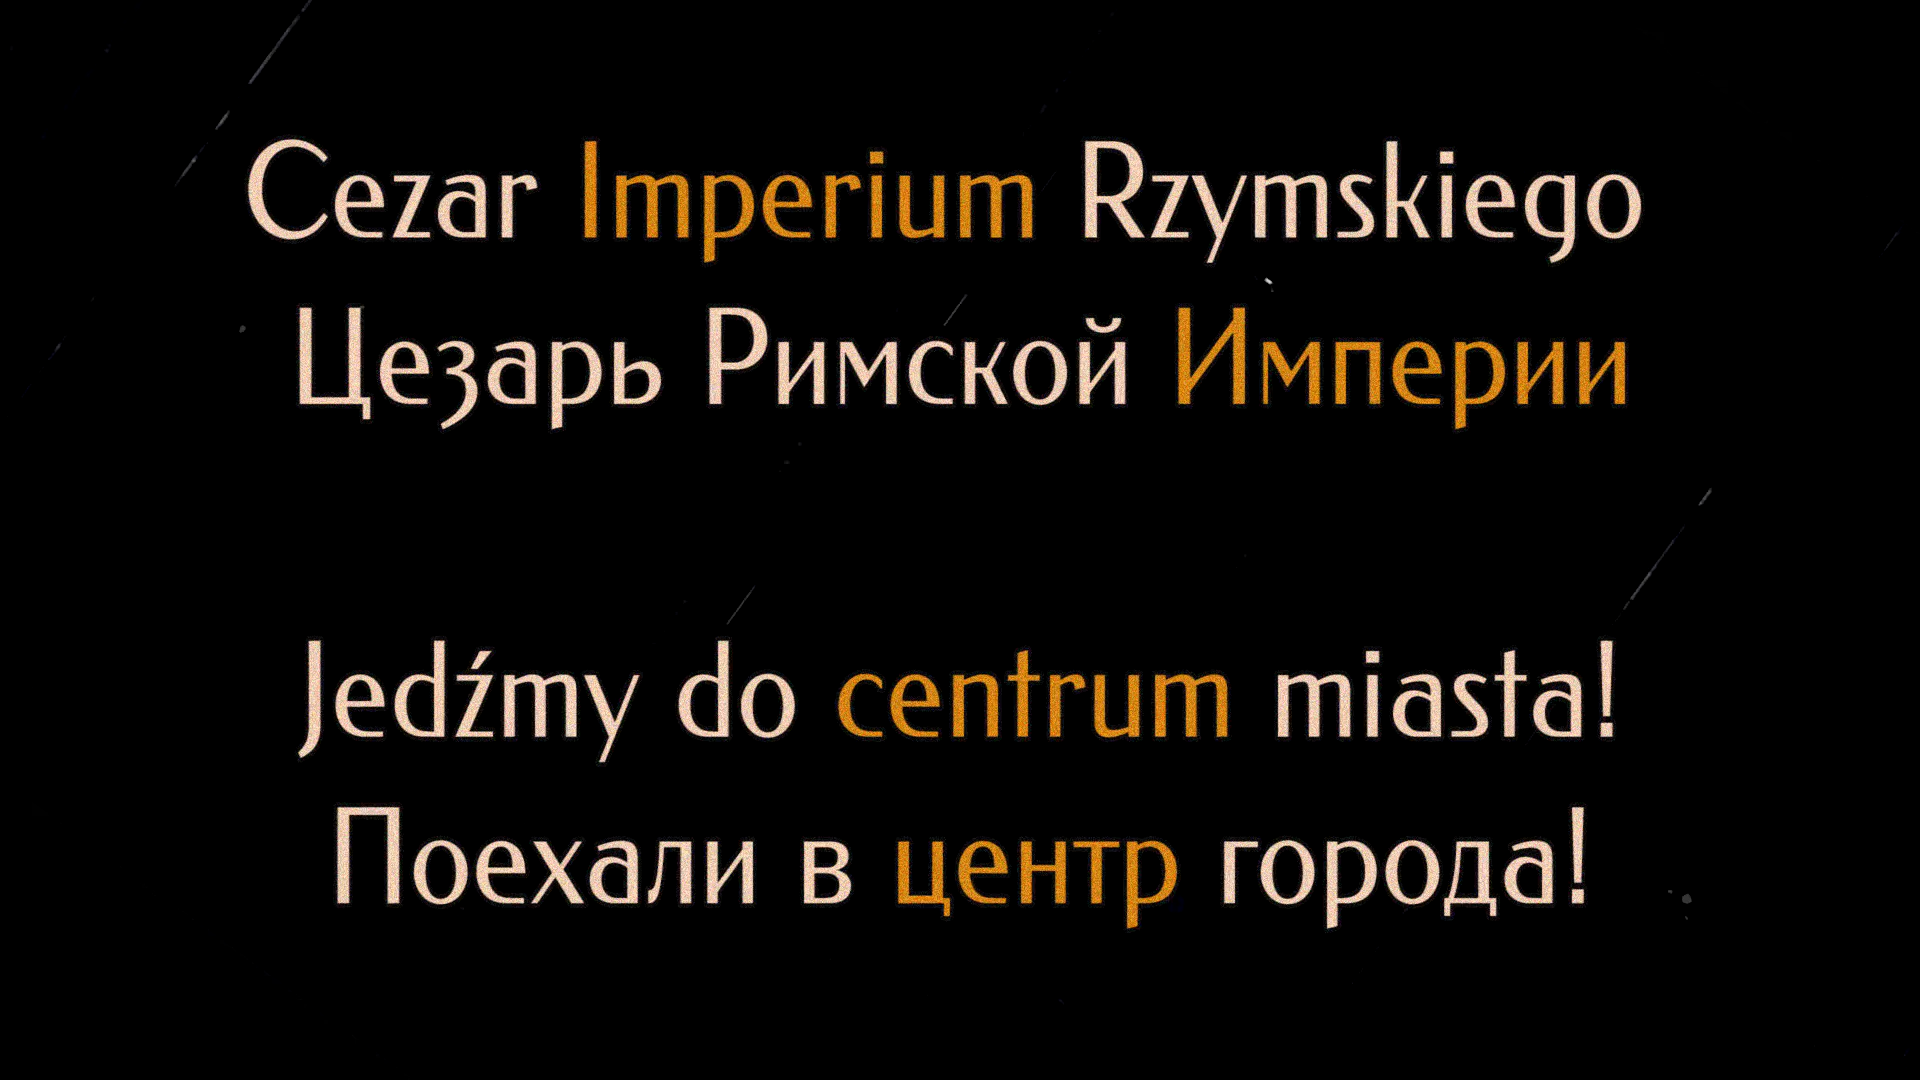 Cezar Imperium Rzymskiego
Цезарь Римской Империи
Jedźmy do centrum miasta!
Поехали в центр города!